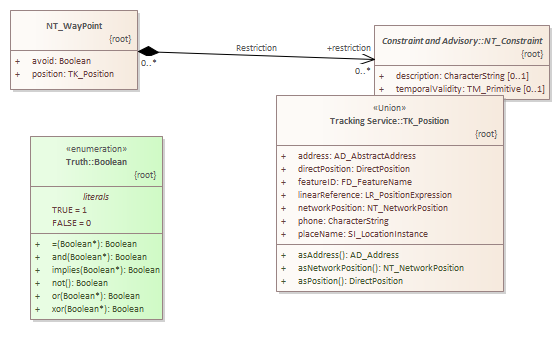 NT_WayPoint
{root}
+ avoid: Boolean
+ position: TK_Position
Restriction
+restriction
0..*
0..*
Constraint and Advisory::NT_Constraint
{root}
+ description: CharacterString [0..1]
+ temporalValidity: TM_Primitive [0..1]
«Union»
Tracking Service::TK_Position
{root}
+ address: AD_AbstractAddress
+ directPosition: DirectPosition
+ featureID: FD_FeatureName
+ linearReference: LR_PositionExpression
+ networkPosition: NT_NetworkPosition
+ phone: CharacterString
+ placeName: SI_LocationInstance
+ asAddress(): AD_Address
+ asNetworkPosition(): NT_NetworkPosition
+ asPosition(): DirectPosition
«enumeration»
Truth::Boolean
{root}
literals
TRUE = 1
FALSE = 0
+ =(Boolean*): Boolean
+ and(Boolean*): Boolean
+ implies(Boolean*): Boolean
+ not(): Boolean
+ or(Boolean*): Boolean
+ xor(Boolean*): Boolean